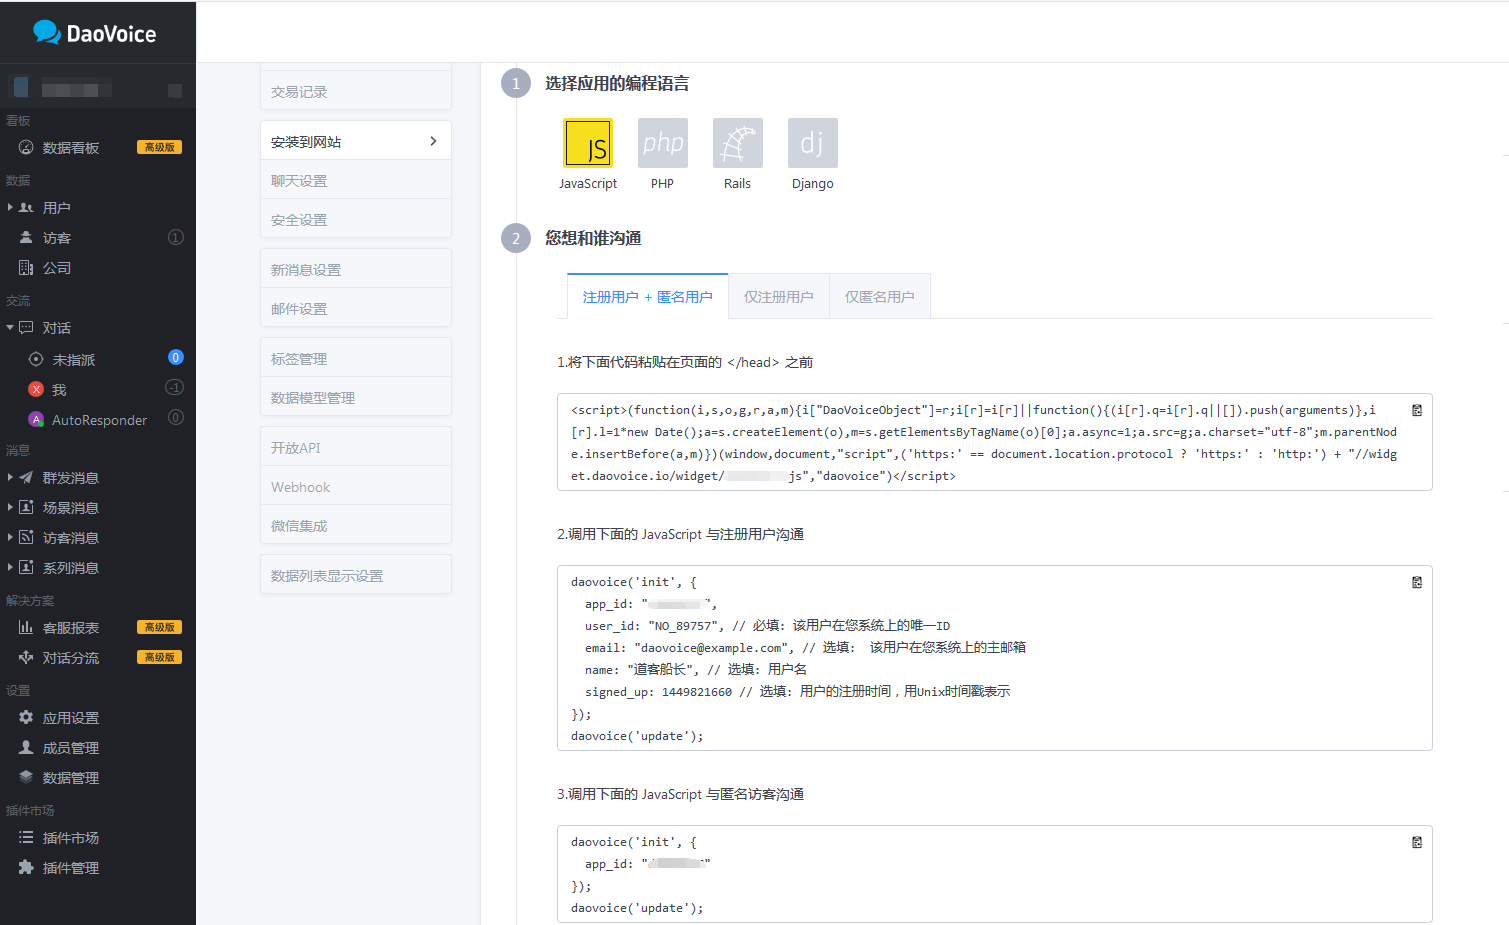 DaoVoice
看板
数据看板 高级版
数据
用户
访客 1
公司
交流
对话
未指派 0
X 我 -1
A AutoResponder 0
消息
群发消息
场景消息
访客消息
系列消息
解决方案
客服报表 高级版
对话分流 高级版
设置
应用设置
成员管理
数据管理
插件市场
插件市场
插件管理
交易记录
安装到网站
聊天设置
安全设置
新消息设置
邮件设置
标签管理
数据模型管理
开放API
Webhook
微信集成
数据列表显示设置
1 选择应用的编程语言
JS php dj
JavaScript PHP Rails Django
2 您想和谁沟通
注册用户 + 匿名用户 仅注册用户 仅匿名用户
1.将下面代码粘贴在页面的 </head> 之前
<script>(function(i,s,o,g,r,a,m){i["DaoVoiceObject"]=r;i[r]=i[r]||function(){(i[r].q=i[r].q||[]).push(arguments)},i
[r].l=1*new Date();a=s.createElement(o),m=s.getElementsByTagName(o)[0];a.async=1;a.src=g;a.charset="utf-8";m.parentNod
e.insertBefore(a,m)})(window,document,"script",('https:' == document.location.protocol ? 'https:' : 'http:') + "//widg
et.daovoice.io/widget/ js","daovoice")</script>
2.调用下面的 JavaScript 与注册用户沟通
daovoice('init', {
app_id: " ",
user_id: "NO_89757", // 必填: 该用户在您系统上的唯一ID
email: "daovoice@example.com", // 选填: 该用户在您系统上的主邮箱
name: "道客船长", // 选填: 用户名
signed_up: 1449821660 // 选填: 用户的注册时间，用Unix时间戳表示
});
daovoice('update');
3.调用下面的 JavaScript 与匿名访客沟通
daovoice('init', {
app_id: " "
});
daovoice('update');